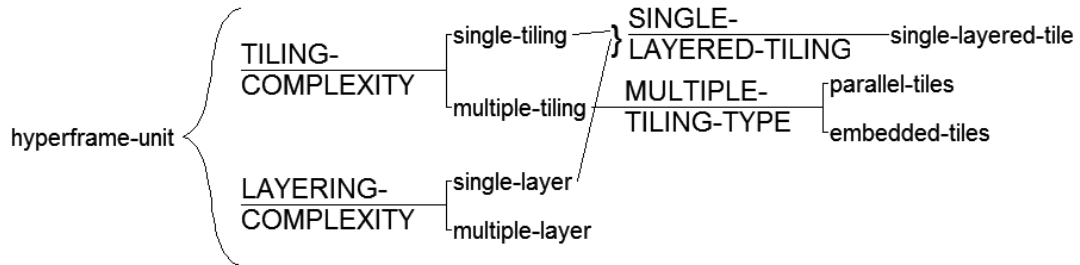 hyperframe-unit
TILING-
COMPLEXITY
single-tiling
multiple-tiling
SINGLE-
LAYERED-TILING
single-layered-tile
MULTIPLE-
TILING-TYPE
parallel-tiles
embedded-tiles
LAYERING-
COMPLEXITY
single-layer
multiple-layer